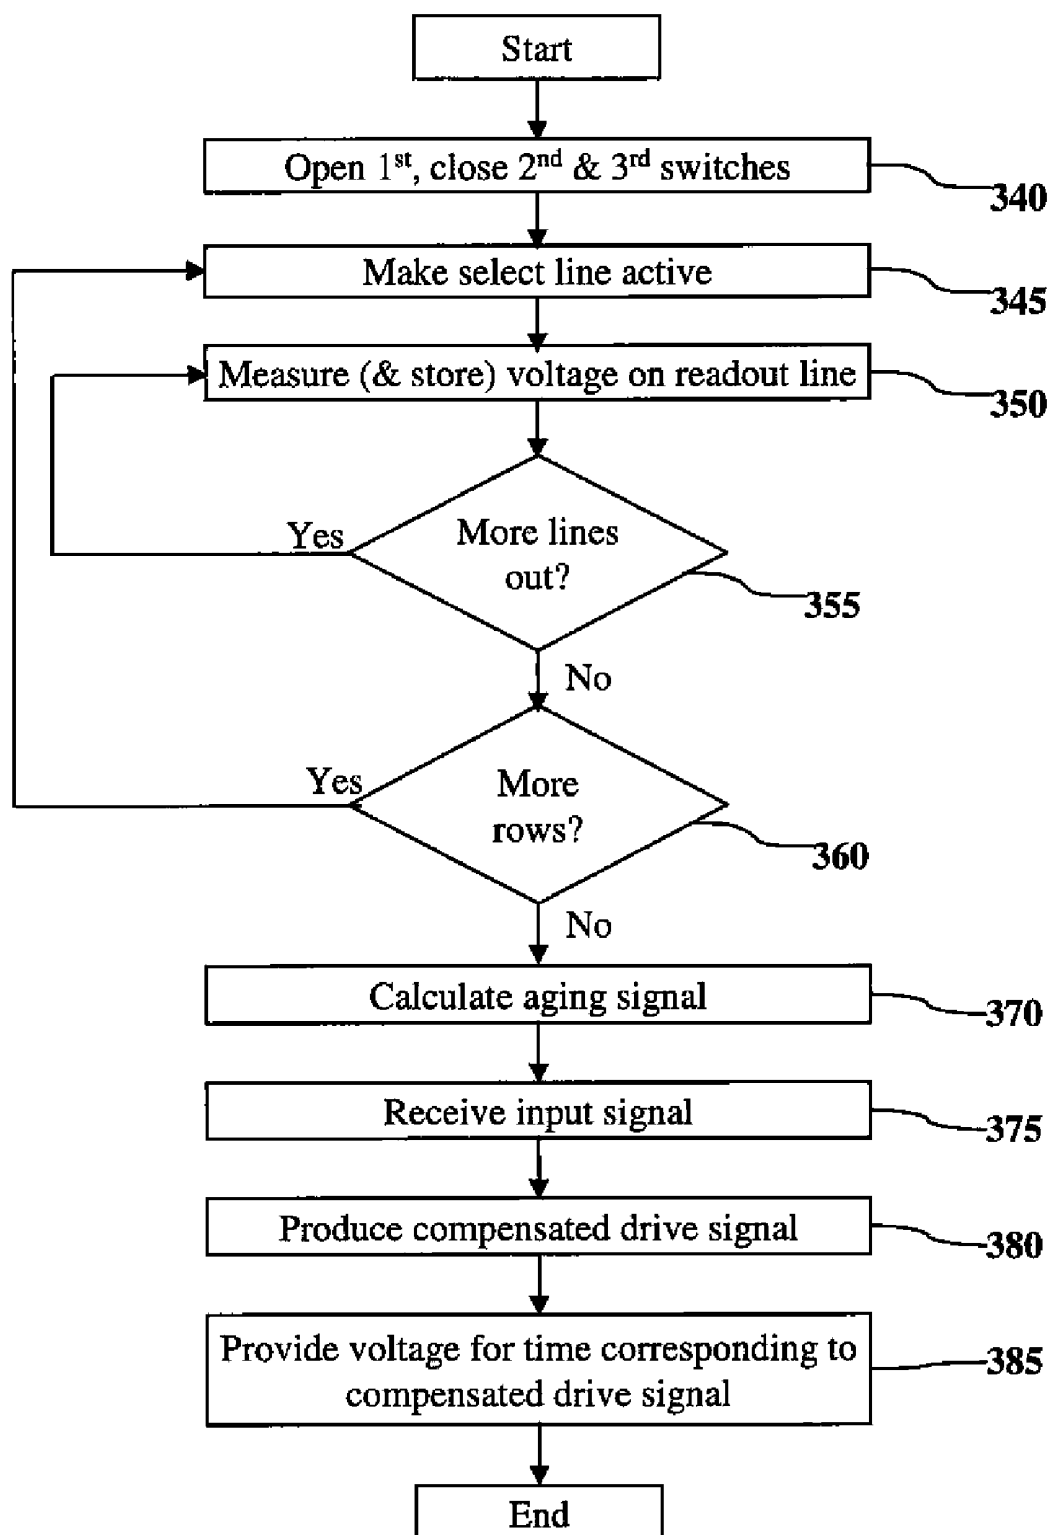 Start
Open 1st, close 2nd & 3rd switches
340
Make select line active
345
Measure (& store) voltage on readout line
350
More lines
out?
Yes
355
No
More
rows?
Yes
360
No
Calculate aging signal
370
Receive input signal
375
Produce compensated drive signal
380
Provide voltage for time corresponding to
compensated drive signal
385
End